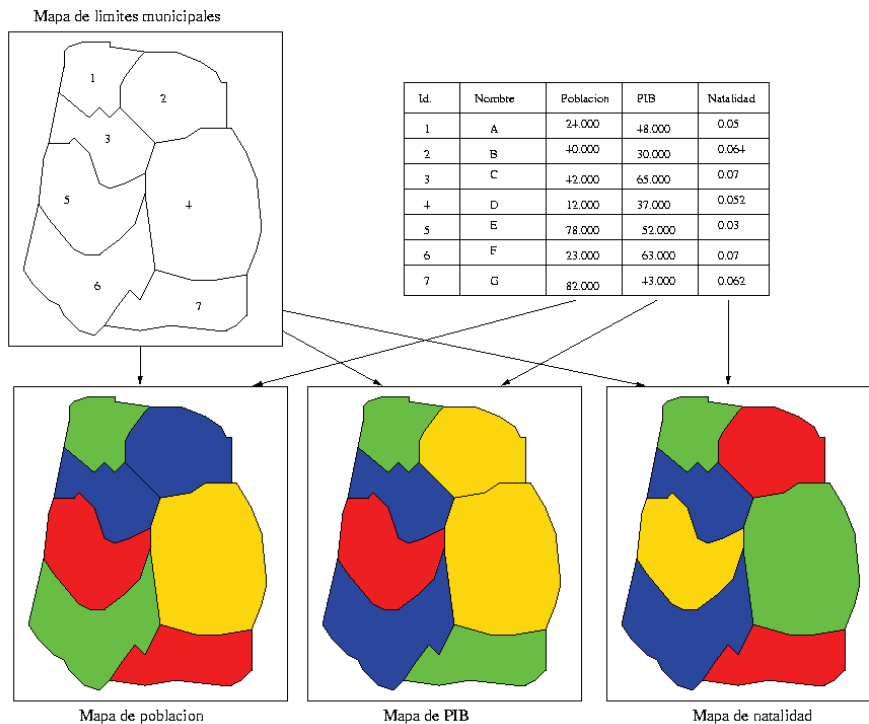 Mapa de limites municipales
1
2
3
4
5
6
7
Id. Nombre Poblacion PIB Natalidad
1 A 24.000 48.000 0.05
2 B 40.000 30.000 0.064
3 C 42.000 65.000 0.07
4 D 12.000 37.000 0.052
5 E 78.000 52.000 0.03
6 F 23.000 63.000 0.07
7 G 82.000 43.000 0.062
Mapa de poblacion
Mapa de PIB
Mapa de natalidad